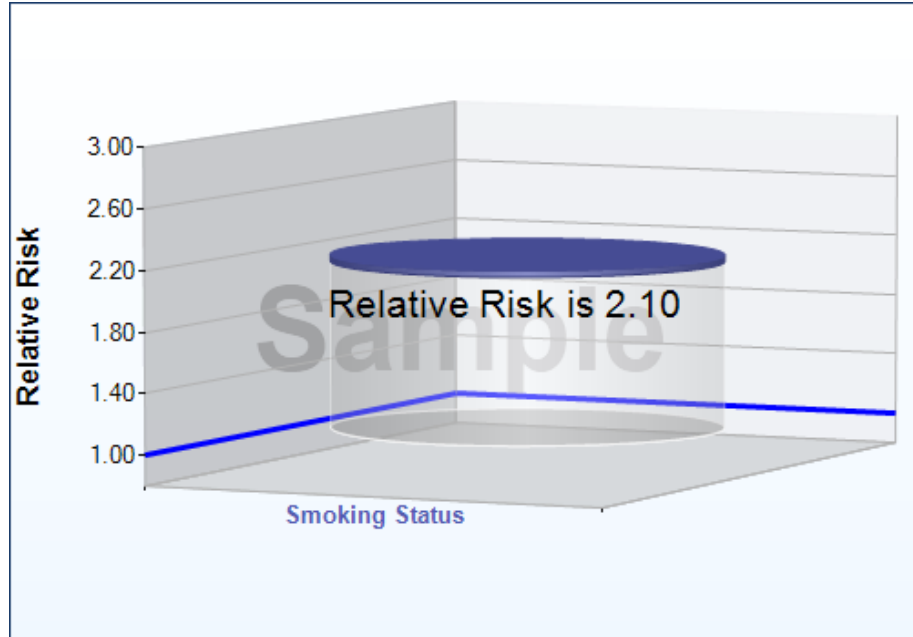 3.00
2.60
2.20
1.80
1.40
1.00
Relative Risk
Sample
Relative Risk is 2.10
Smoking Status